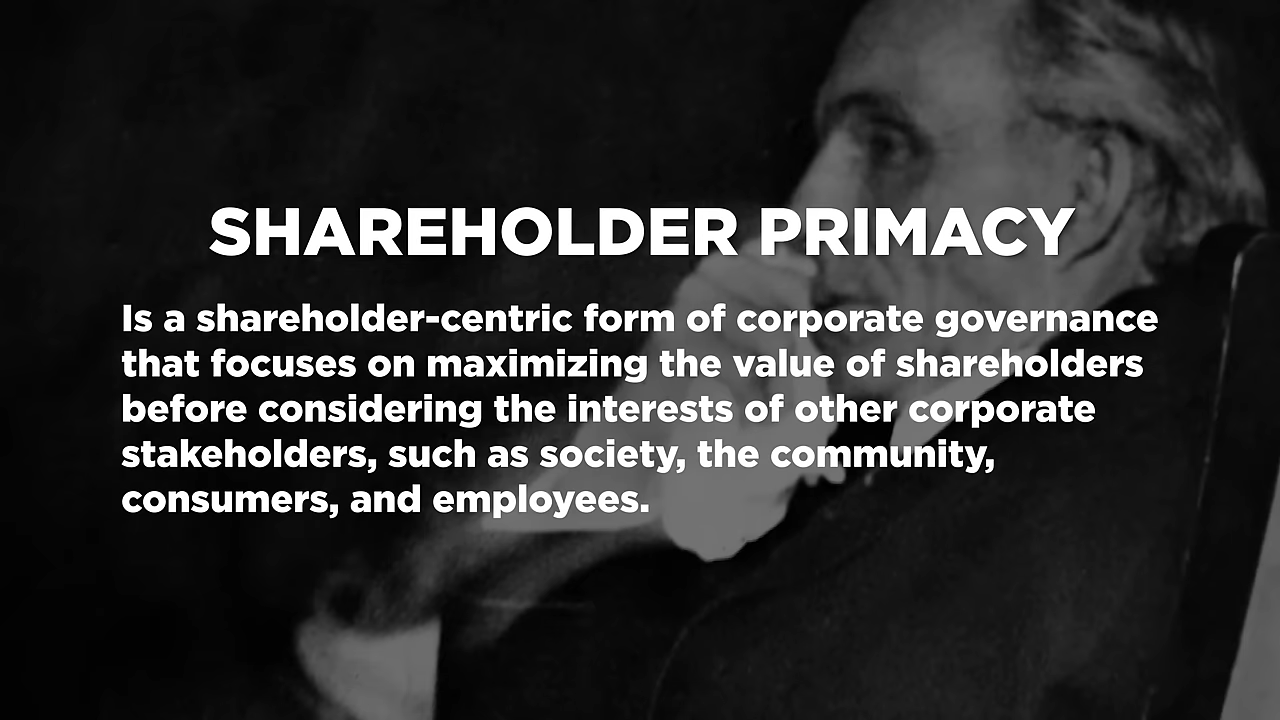 SHAREHOLDER PRIMACY
Is a shareholder-centric form of corporate governance
that focuses on maximizing the value of shareholders
before considering the interests of other corporate
stakeholders, such as society, the community,
consumers, and employees.